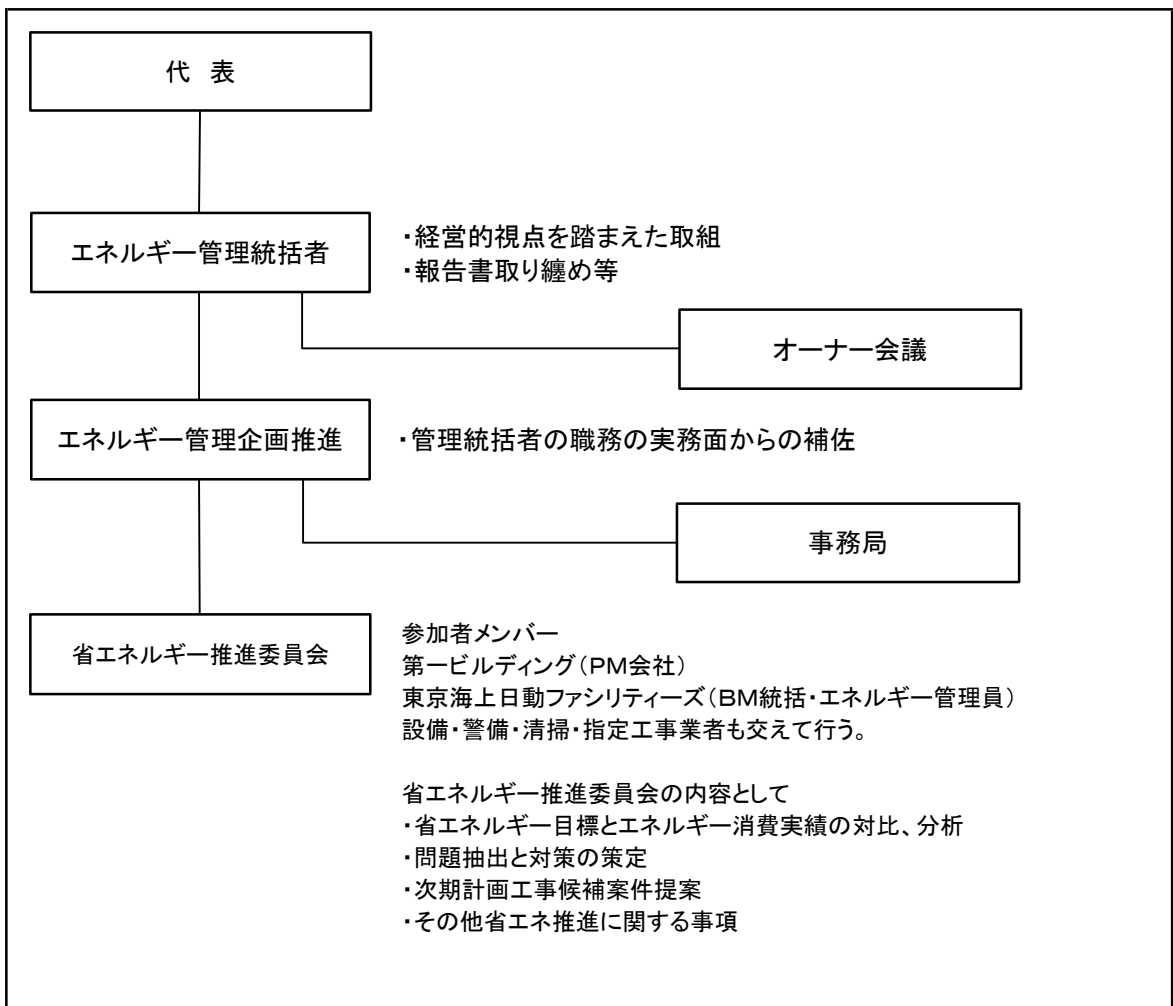 代 表
エネルギー管理統括者
・経営的視点を踏まえた取組
・報告書取り纏め等
オーナー会議
エネルギー管理企画推進
・管理統括者の職務の実務面からの補佐
事務局
省エネルギー推進委員会
参加者メンバー
第一ビルディング(PM会社)
東京海上日動ファシリティーズ(BM統括・エネルギー管理員)
設備・警備・清掃・指定工事業者も交えて行う。
省エネルギー推進委員会の内容として
・省エネルギー目標とエネルギー消費実績の対比、分析
・問題抽出と対策の策定
・次期計画工事候補案件提案
・その他省エネ推進に関する事項